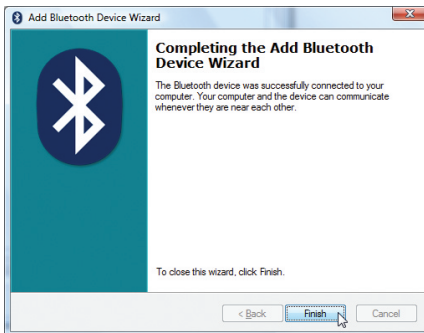 Add Bluetooth Device Wizard
Completing the Add Bluetooth
Device Wizard
The Bluetooth device was successfully connected to your
computer. Your computer and the device can communicate
whenever they are near each other.
To close this wizard, click Finish.
< Back Finish Cancel